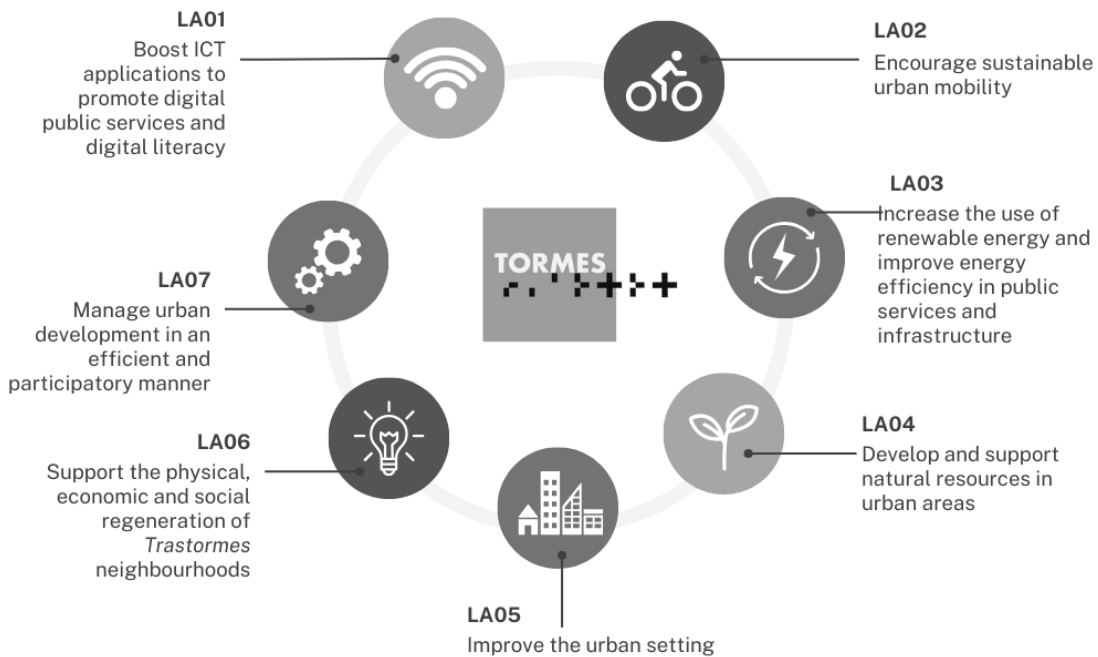 LA01
Boost ICT
applications to
promote digital
public services and
digital literacy
LA02
Encourage sustainable
urban mobility
LA03
Increase the use of
renewable energy and
improve energy
efficiency in public
services and
infrastructure
LA04
Develop and support
natural resources in
urban areas
LA05
Improve the urban setting
LA06
Support the physical,
economic and social
regeneration of
Trastormes
neighbourhoods
LA07
Manage urban
development in an
efficient and
participatory manner
TORMES
++